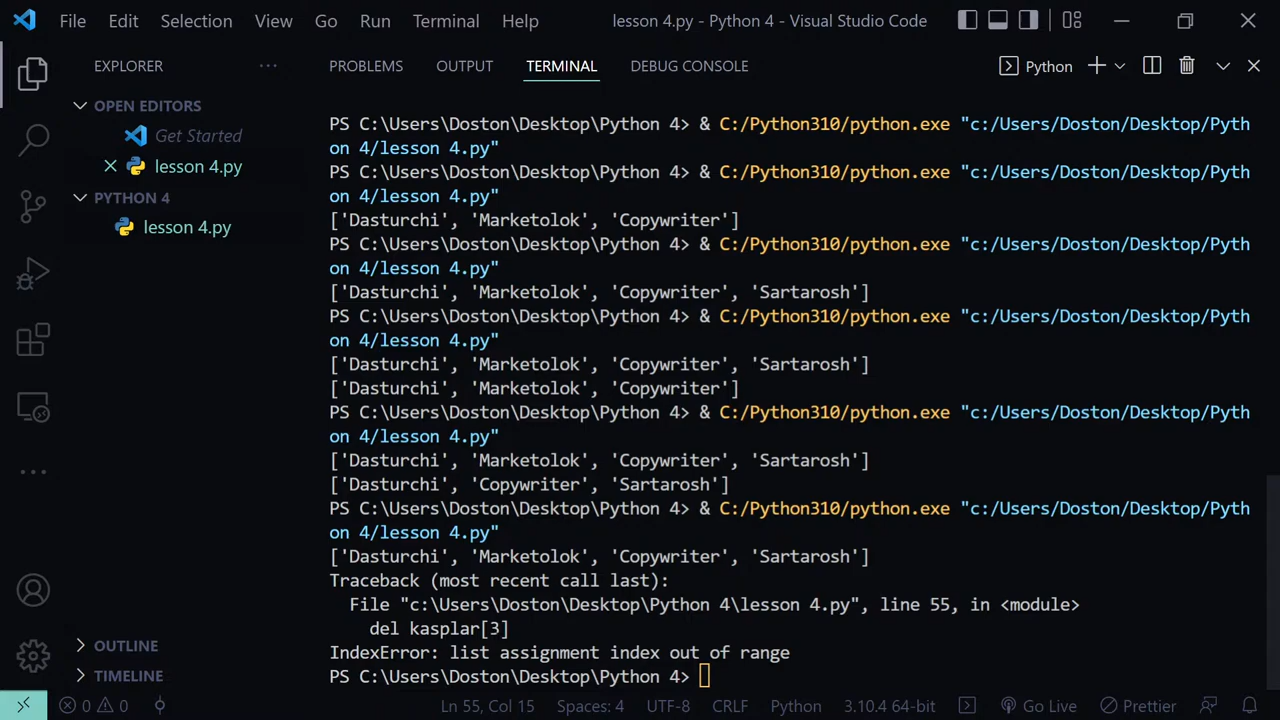 File Edit Selection View Go Run Terminal Help lesson 4.py - Python 4 - Visual Studio Code
EXPLORER
OPEN EDITORS
Get Started
lesson 4.py
PYTHON 4
lesson 4.py
OUTLINE
TIMELINE
PROBLEMS OUTPUT TERMINAL DEBUG CONSOLE Python
PS C:\Users\Doston\Desktop\Python 4> & C:/Python310/python.exe "c:/Users/Doston/Desktop/Pyth
on 4/lesson 4.py"
PS C:\Users\Doston\Desktop\Python 4> & C:/Python310/python.exe "c:/Users/Doston/Desktop/Pyth
on 4/lesson 4.py"
['Dasturchi', 'Marketolok', 'Copywriter']
PS C:\Users\Doston\Desktop\Python 4> & C:/Python310/python.exe "c:/Users/Doston/Desktop/Pyth
on 4/lesson 4.py"
['Dasturchi', 'Marketolok', 'Copywriter', 'Sartarosh']
PS C:\Users\Doston\Desktop\Python 4> & C:/Python310/python.exe "c:/Users/Doston/Desktop/Pyth
on 4/lesson 4.py"
['Dasturchi', 'Marketolok', 'Copywriter', 'Sartarosh']
['Dasturchi', 'Marketolok', 'Copywriter']
PS C:\Users\Doston\Desktop\Python 4> & C:/Python310/python.exe "c:/Users/Doston/Desktop/Pyth
on 4/lesson 4.py"
['Dasturchi', 'Marketolok', 'Copywriter', 'Sartarosh']
['Dasturchi', 'Copywriter', 'Sartarosh']
PS C:\Users\Doston\Desktop\Python 4> & C:/Python310/python.exe "c:/Users/Doston/Desktop/Pyth
on 4/lesson 4.py"
['Dasturchi', 'Marketolok', 'Copywriter', 'Sartarosh']
Traceback (most recent call last):
  File "c:\Users\Doston\Desktop\Python 4\lesson 4.py", line 55, in <module>
    del kasplar[3]
IndexError: list assignment index out of range
PS C:\Users\Doston\Desktop\Python 4>
0 0 Ln 55, Col 15 Spaces: 4 UTF-8 CRLF Python 3.10.4 64-bit Go Live Prettier